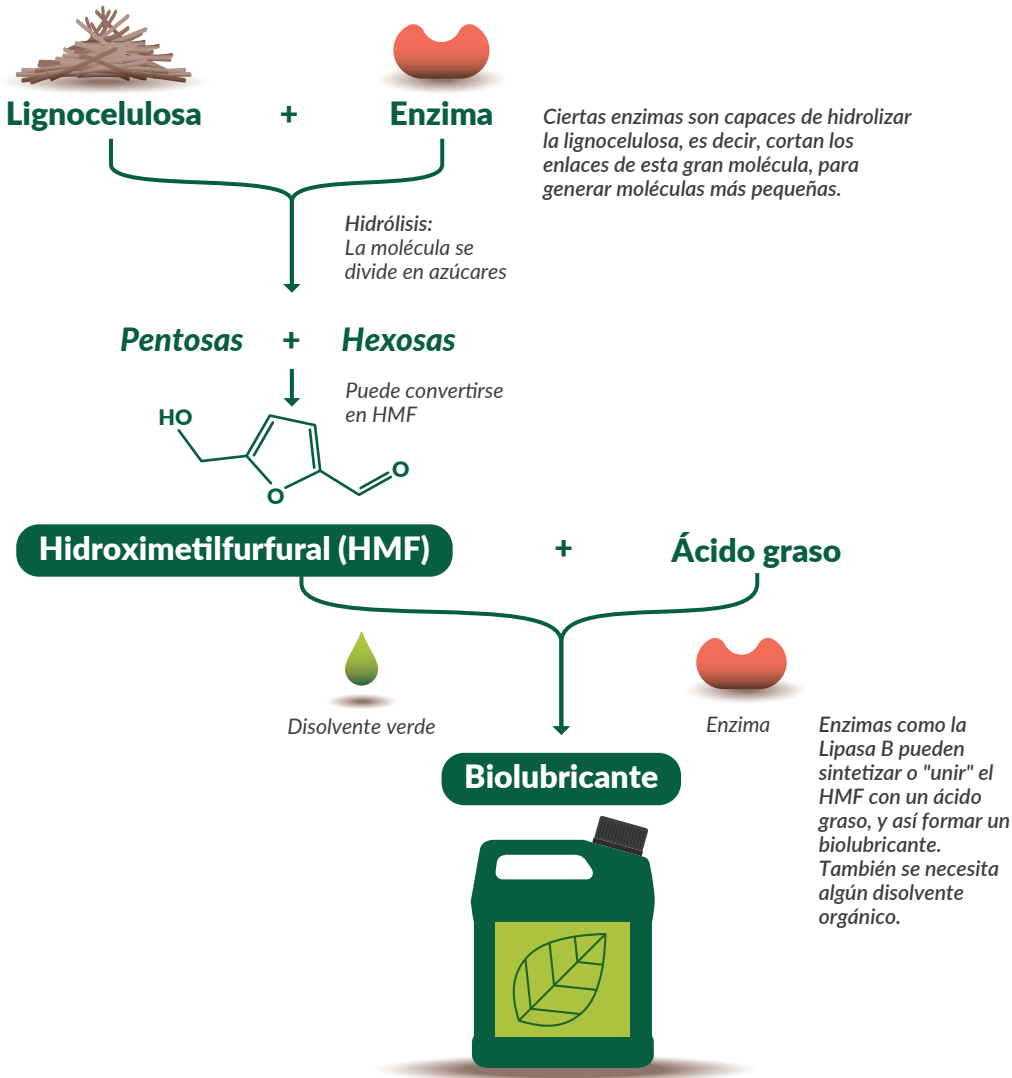 Lignocelulosa + Enzima
Ciertas enzimas son capaces de hidrolizar
la lignocelulosa, es decir, cortan los
enlaces de esta gran molécula, para
generar moléculas más pequeñas.
Hidrólisis:
La molécula se
divide en azúcares
Pentosas + Hexosas
Puede convertirse
en HMF
HO
O
O
Hidroximetilfurfural (HMF) + Ácido graso
Disolvente verde
Enzima
Enzimas como la
Lipasa B pueden
sintetizar o "unir" el
HMF con un ácido
graso, y así formar un
biolubricante.
También se necesita
algún disolvente
orgánico.
Biolubricante